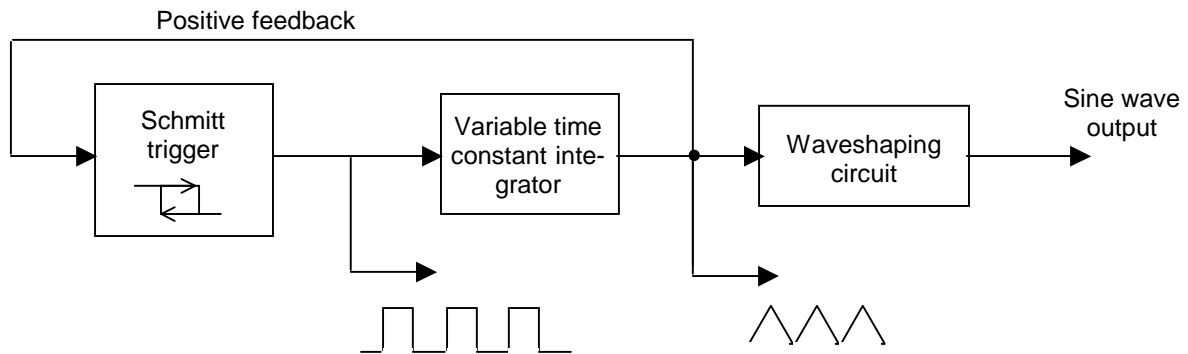 Positive feedback
Schmitt
trigger
Variable time
constant inte-
grator
Waveshaping
circuit
Sine wave
output